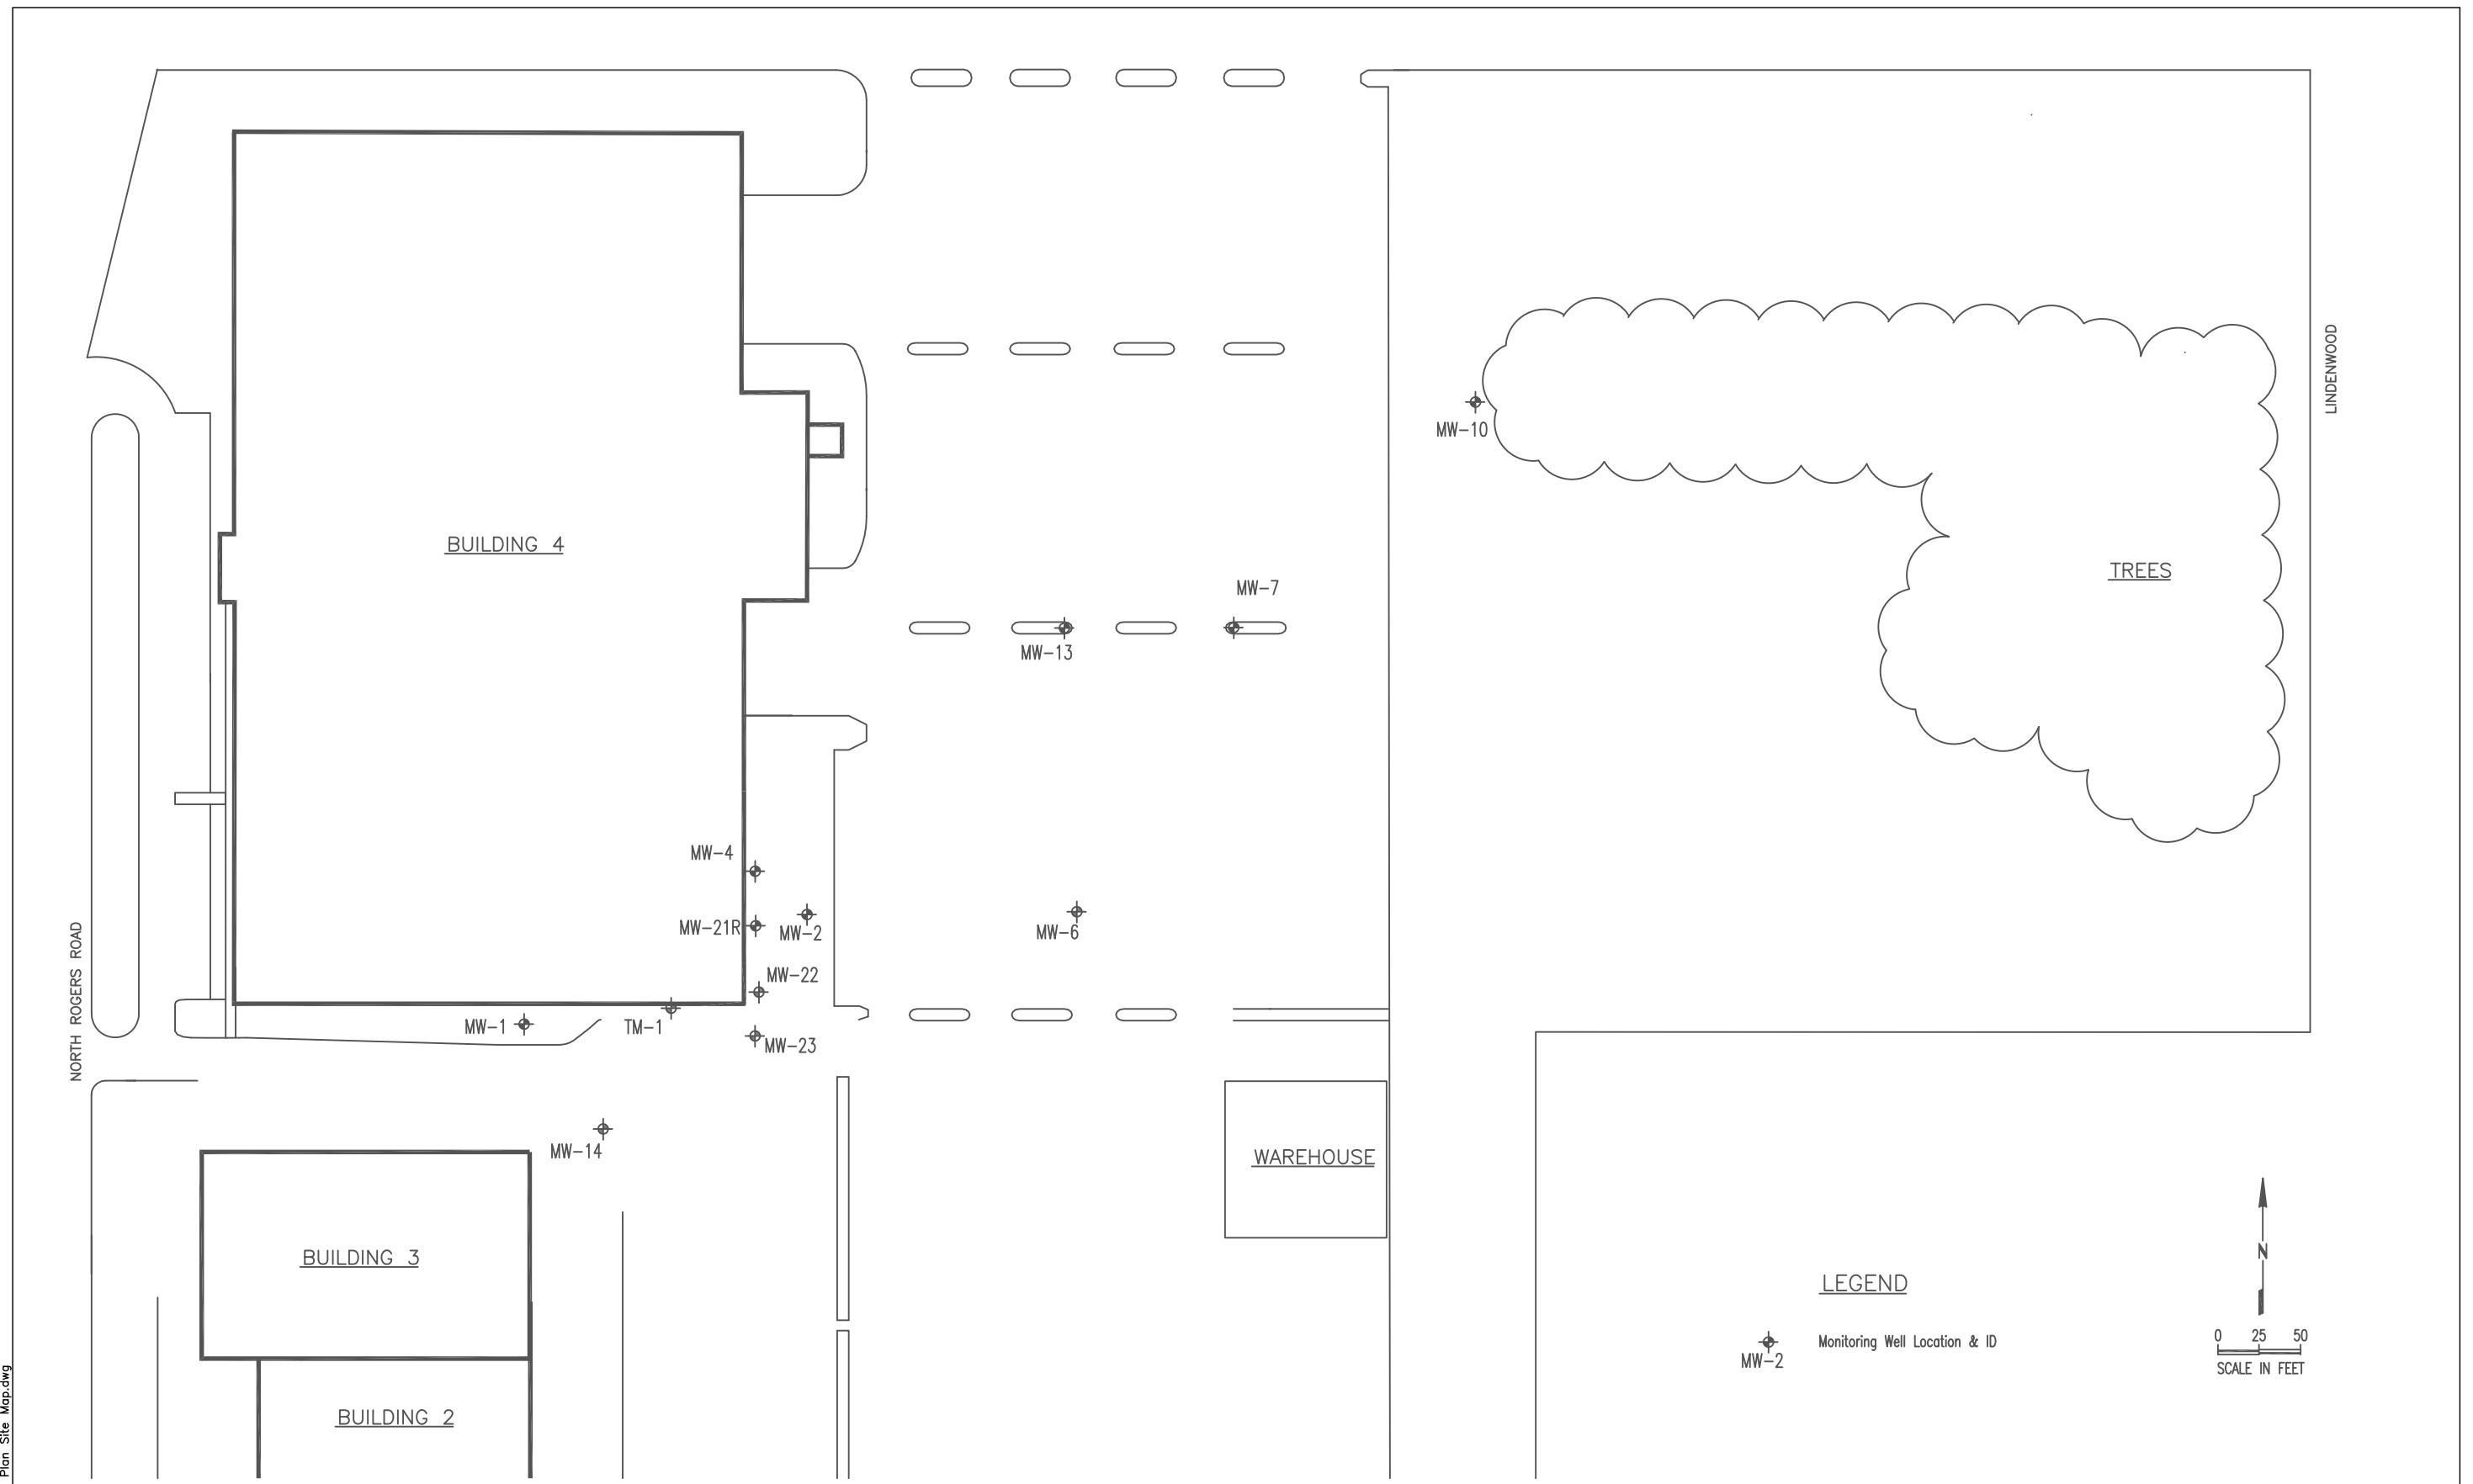 LINDENWOOD
MW-10
BUILDING 4
TREES
MW-7
MW-13
MW-4
MW-21R
MW-2
MW-6
NORTH ROGERS ROAD
MW-22
MW-1
TM-1
MW-23
MW-14
WAREHOUSE
BUILDING 3
N
LEGEND
0 25 50
SCALE IN FEET
Monitoring Well Location & ID
MW-2
BUILDING 2
Plan Site Map.dwg